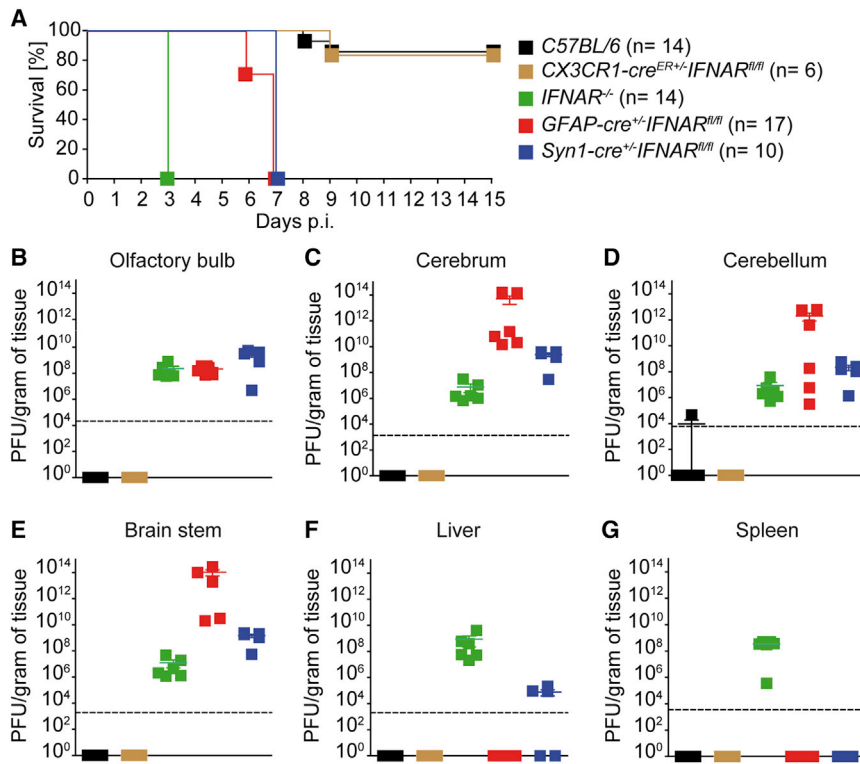 A
Survival [%]
100
80
60
40
20
0
0 1 2 3 4 5 6 7 8 9 10 11 12 13 14 15
Days p.i.
C57BL/6 (n= 14)
CX3CR1-creER+/-IFNARfl/fl (n= 6)
IFNAR-/- (n= 14)
GFAP-cre+/-IFNARfl/fl (n= 17)
Syn1-cre+/-IFNARfl/fl (n= 10)
B
Olfactory bulb
PFU/gram of tissue
10^14
10^12
10^10
10^8
10^6
10^4
10^2
10^0
C
Cerebrum
PFU/gram of tissue
10^14
10^12
10^10
10^8
10^6
10^4
10^2
10^0
D
Cerebellum
PFU/gram of tissue
10^14
10^12
10^10
10^8
10^6
10^4
10^2
10^0
E
Brain stem
PFU/gram of tissue
10^14
10^12
10^10
10^8
10^6
10^4
10^2
10^0
F
Liver
PFU/gram of tissue
10^14
10^12
10^10
10^8
10^6
10^4
10^2
10^0
G
Spleen
PFU/gram of tissue
10^14
10^12
10^10
10^8
10^6
10^4
10^2
10^0